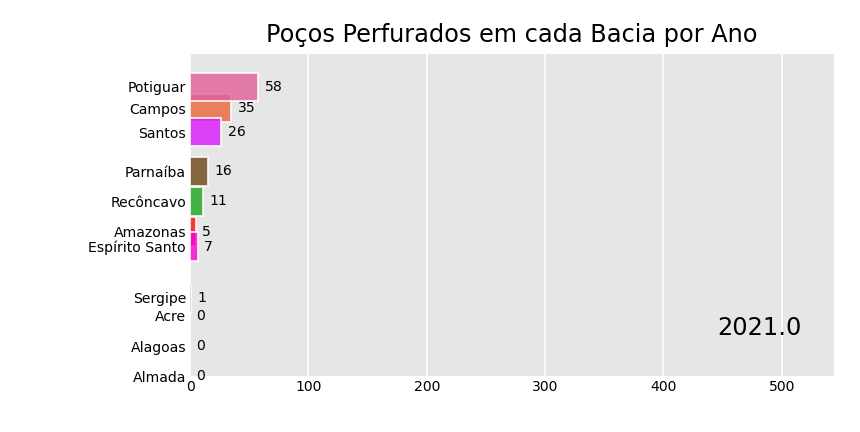 Poços Perfurados em cada Bacia por Ano
Potiguar 58
Campos 35
Santos 26
Parnaíba 16
Recôncavo 11
Amazonas 5
Espírito Santo 7
Sergipe 1
Acre 0
2021.0
Alagoas 0
Almada 0
0 100 200 300 400 500